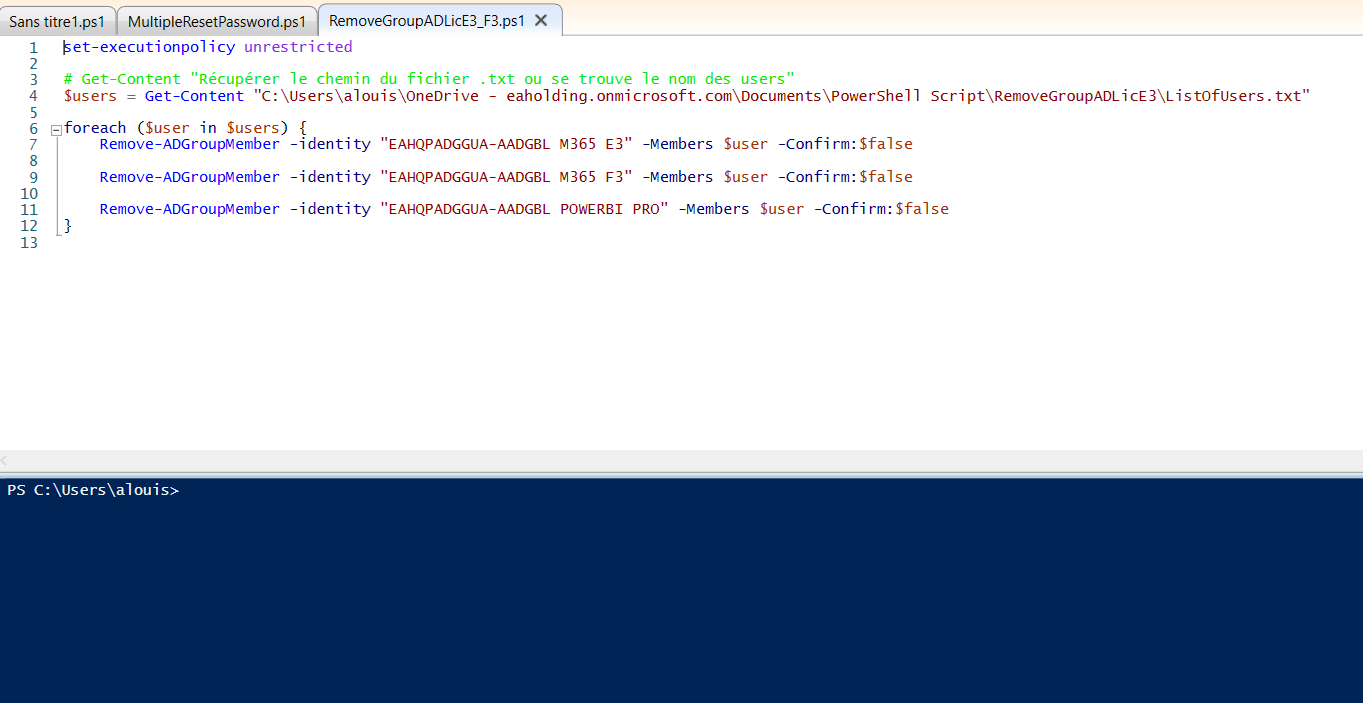 Sans titre1.ps1 MultipleResetPassword.ps1 RemoveGroupADLicE3_F3.ps1
1 set-executionpolicy unrestricted
2
3 # Get-Content "Récupérer le chemin du fichier .txt ou se trouve le nom des users"
4 $users = Get-Content "C:\Users\alouis\OneDrive - eaholding.onmicrosoft.com\Documents\PowerShell Script\RemoveGroupADLicE3\ListOfUsers.txt"
5
6 foreach ($user in $users) {
7 Remove-ADGroupMember -identity "EAHQPADGGUA-AADGBL M365 E3" -Members $user -Confirm:$false
8
9 Remove-ADGroupMember -identity "EAHQPADGGUA-AADGBL M365 F3" -Members $user -Confirm:$false
10
11 Remove-ADGroupMember -identity "EAHQPADGGUA-AADGBL POWERBI PRO" -Members $user -Confirm:$false
12 }
13
PS C:\Users\alouis>